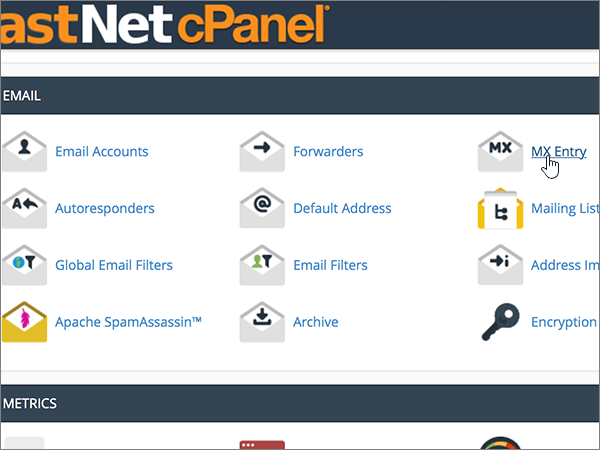 astNet cPanel
EMAIL
Email Accounts
Forwarders
MX
MX Entry
A
Autoresponders
@
Default Address
Mailing List
Global Email Filters
Email Filters
Address Im
Apache SpamAssassin™
Archive
Encryption
METRICS